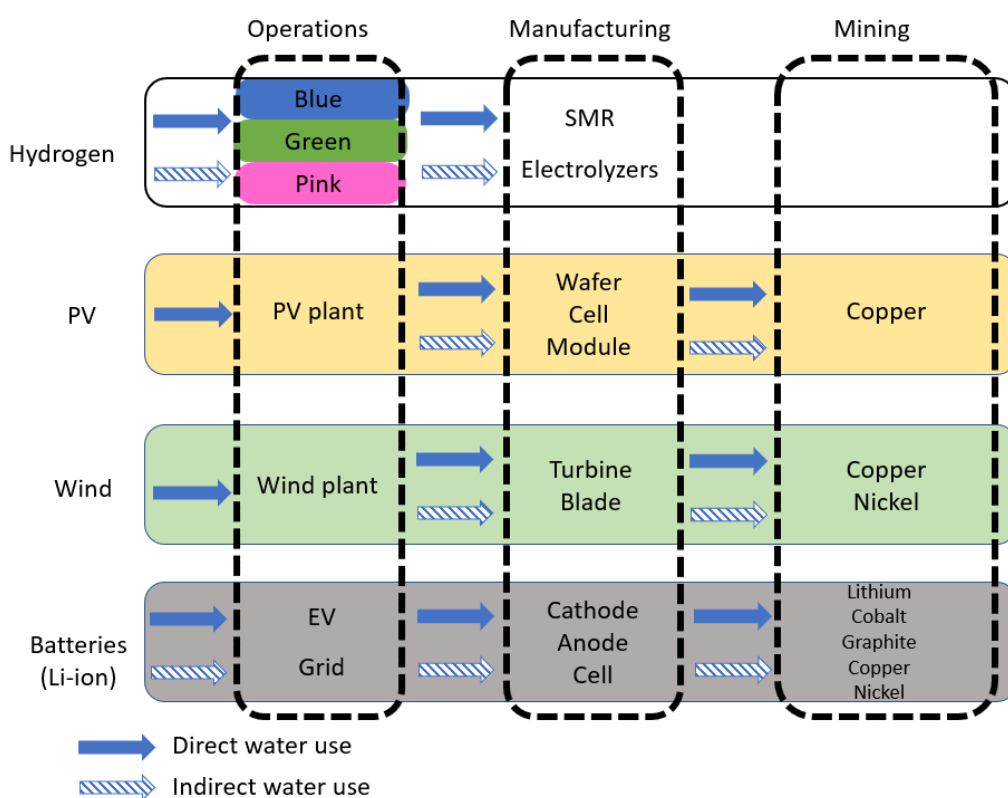 Operations
Manufacturing
Mining
Hydrogen
Blue
Green
Pink
SMR
Electrolyzers
PV
PV plant
Wafer
Cell
Module
Copper
Wind
Wind plant
Turbine
Blade
Copper
Nickel
Batteries
(Li-ion)
EV
Grid
Cathode
Anode
Cell
Lithium
Cobalt
Graphite
Copper
Nickel
Direct water use
Indirect water use